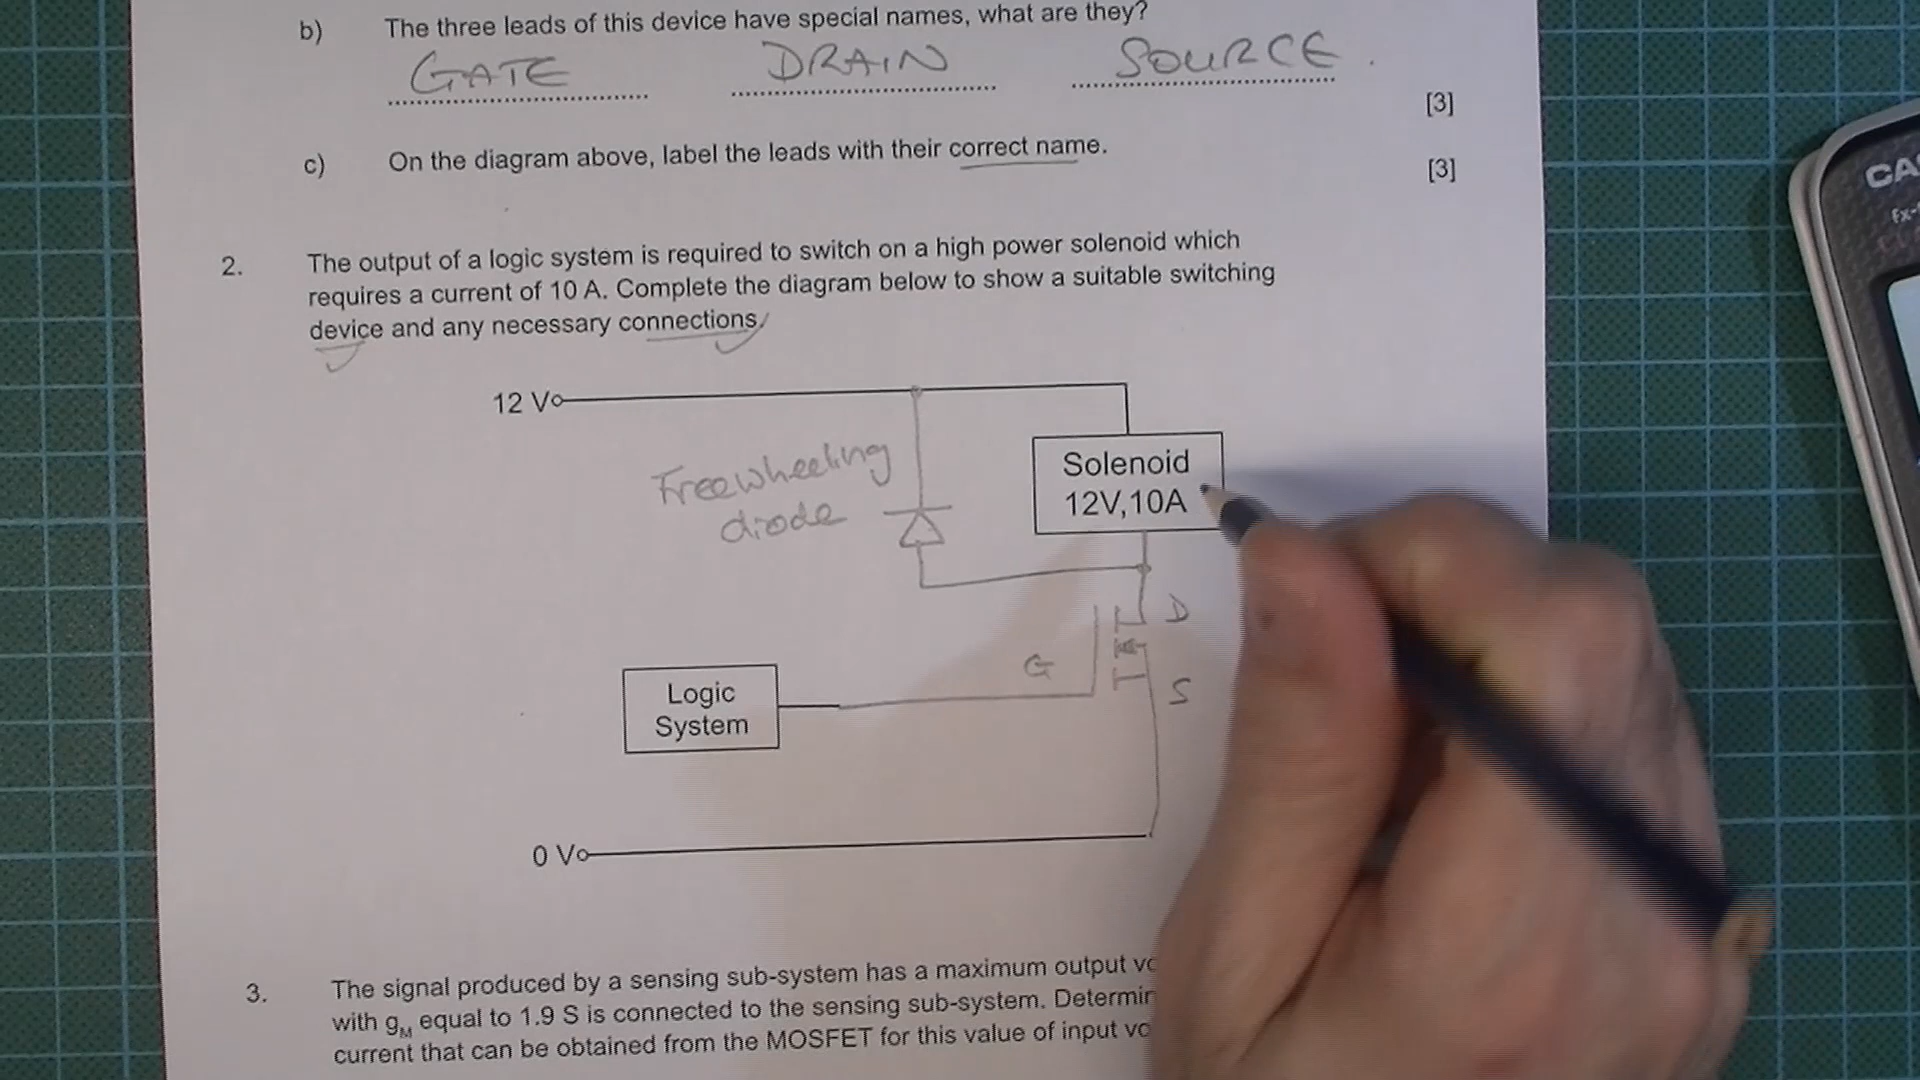 b) The three leads of this device have special names, what are they?
GATE DRAIN SOURCE
[3]
c) On the diagram above, label the leads with their correct name.
[3]
2. The output of a logic system is required to switch on a high power solenoid which
requires a current of 10 A. Complete the diagram below to show a suitable switching
device and any necessary connections.
12 V
Freewheeling
diode
Solenoid
12V,10A
D
G
S
Logic
System
0 V
3. The signal produced by a sensing sub-system has a maximum output
with gM equal to 1.9 S is connected to the sensing sub-system.
current that can be obtained from the MOSFET for this value of input